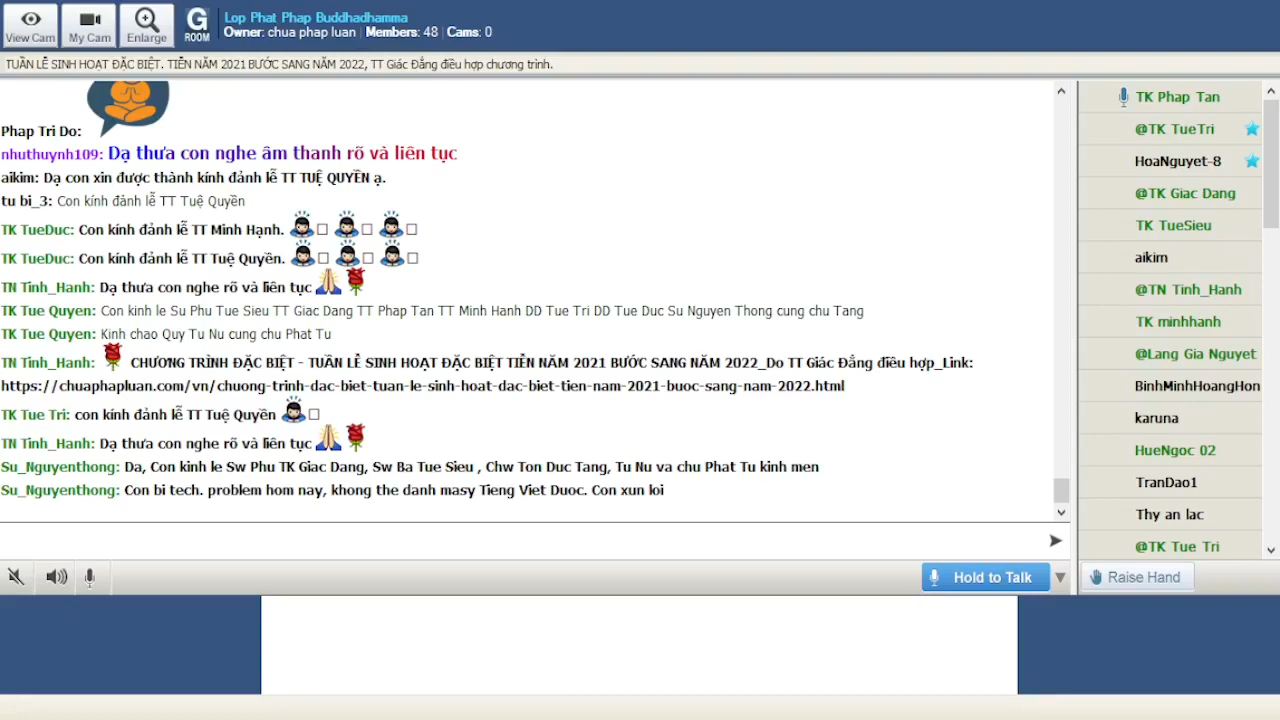 View Cam
My Cam
Enlarge
G
ROOM
Lop Phat Phap Buddhadhamma
Owner: chua phap luan | Members: 48 | Cams: 0
TUẦN LỄ SINH HOẠT ĐẶC BIỆT. TIỄN NĂM 2021 BƯỚC SANG NĂM 2022, TT Giác Đẳng điều hợp chương trình.
Phap Tri Do:
nhuthuynh109: Dạ thưa con nghe âm thanh rõ và liên tục
aikim: Dạ con xin được thành kính đảnh lễ TT TUỆ QUYỀN ạ.
tu bi_3: Con kính đảnh lễ TT Tuệ Quyền
TK TueDuc: Con kính đảnh lễ TT Minh Hạnh.
TK TueDuc: Con kính đảnh lễ TT Tuệ Quyền.
TN Tinh_Hanh: Dạ thưa con nghe rõ và liên tục
TK Tue Quyen: Con kinh le Su Phu Tue Sieu TT Giac Dang TT Phap Tan TT Minh Hanh DD Tue Tri DD Tue Duc Su Nguyen Thong cung chu Tang
TK Tue Quyen: Kinh chao Quy Tu Nu cung chu Phat Tu
TN Tinh_Hanh: CHƯƠNG TRÌNH ĐẶC BIỆT - TUẦN LỄ SINH HOẠT ĐẶC BIỆT TIỄN NĂM 2021 BƯỚC SANG NĂM 2022_Do TT Giác Đẳng điều hợp_Link:
https://chuaphapluan.com/vn/chuong-trinh-dac-biet-tuan-le-sinh-hoat-dac-biet-tien-nam-2021-buoc-sang-nam-2022.html
TK Tue Tri: con kính đảnh lễ TT Tuệ Quyền
TN Tinh_Hanh: Dạ thưa con nghe rõ và liên tục
Su_Nguyenthong: Da, Con kinh le Sw Phu TK Giac Dang, Sw Ba Tue Sieu , Chw Ton Duc Tang, Tu Nu va chu Phat Tu kinh men
Su_Nguyenthong: Con bi tech. problem hom nay, khong the danh masy Tieng Viet Duoc. Con xun loi
Hold to Talk
TK Phap Tan
@TK TueTri
HoaNguyet-8
@TK Giac Dang
TK TueSieu
aikim
@TN Tinh_Hanh
TK minhhanh
@Lang Gia Nguyet
BinhMinhHoangHon
karuna
HueNgoc 02
TranDao1
Thy an lac
@TK Tue Tri
Raise Hand